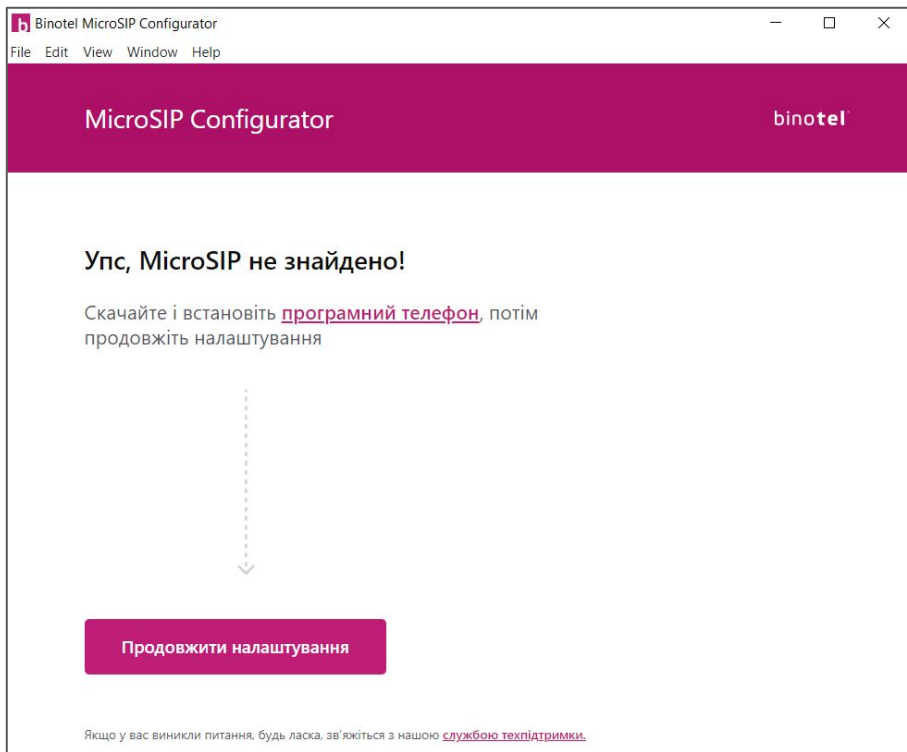 Binotel MicroSIP Configurator
File Edit View Window Help
MicroSIP Configurator
binotel
Упс, MicroSIP не знайдено!
Скачайте і встановіть програмний телефон, потім
продовжіть налаштування
Продовжити налаштування
Якщо у вас виникли питання, будь ласка, зв'яжіться з нашою службою техпідтримки.